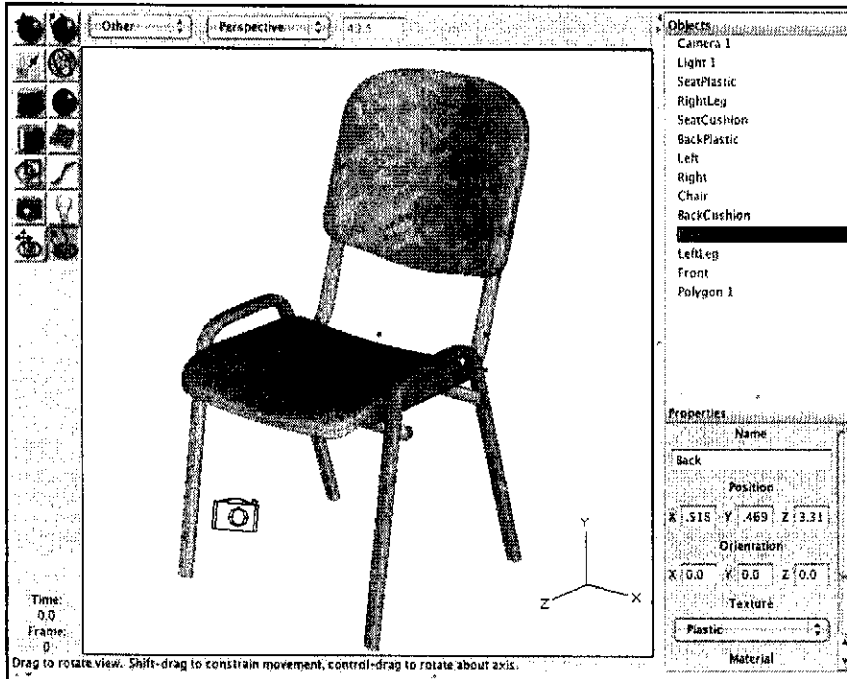 Other
Perspective
Objects
Camera 1
Light 1
SeatPlastic
RightLeg
SeatCushion
BackPlastic
Left
Right
Chair
BackCushion
LeftLeg
Front
Polygon 1
Properties
Name
Back
Position
X .515 Y .469 Z 3.31
Orientation
X 0.0 Y 0.0 Z 0.0
Texture
Plastic
Material
Y
Z X
Time:
0.0
Frame:
0
Drag to rotate view. Shift-drag to constrain movement, control-drag to rotate about axis.